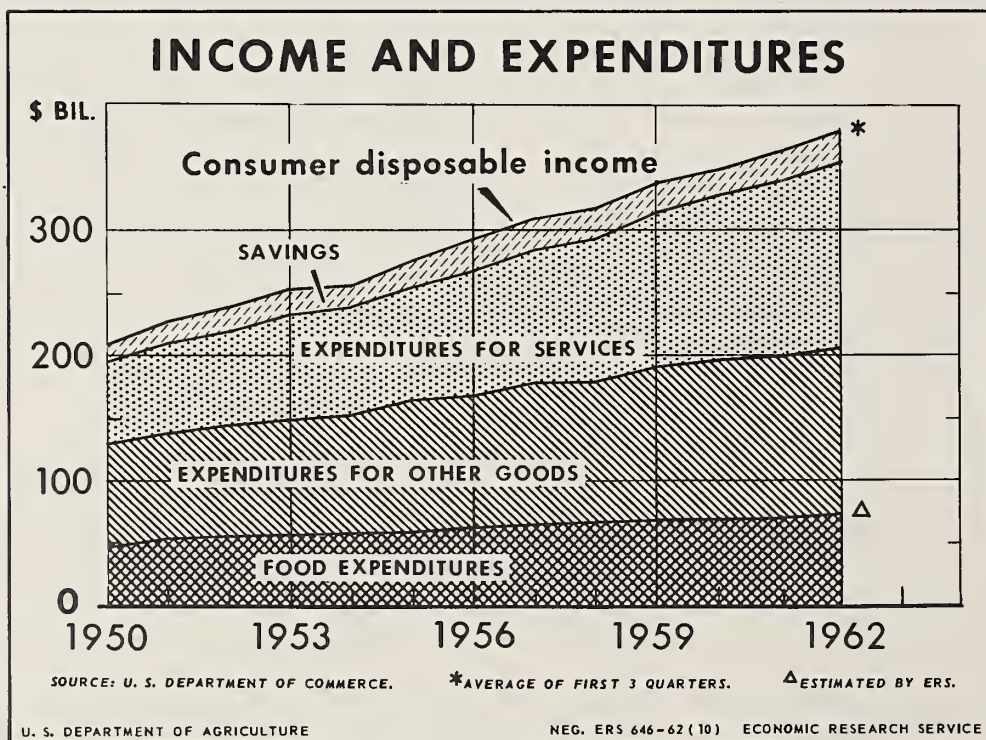 INCOME AND EXPENDITURES
$ BIL.
*
Consumer disposable income
300
SAVINGS
200
EXPENDITURES FOR SERVICES
100
EXPENDITURES FOR OTHER GOODS
Δ
FOOD EXPENDITURES
0
1950 1953 1956 1959 1962
SOURCE: U. S. DEPARTMENT OF COMMERCE. *AVERAGE OF FIRST 3 QUARTERS. ΔESTIMATED BY ERS.
U. S. DEPARTMENT OF AGRICULTURE NEG. ERS 646-62 (10) ECONOMIC RESEARCH SERVICE